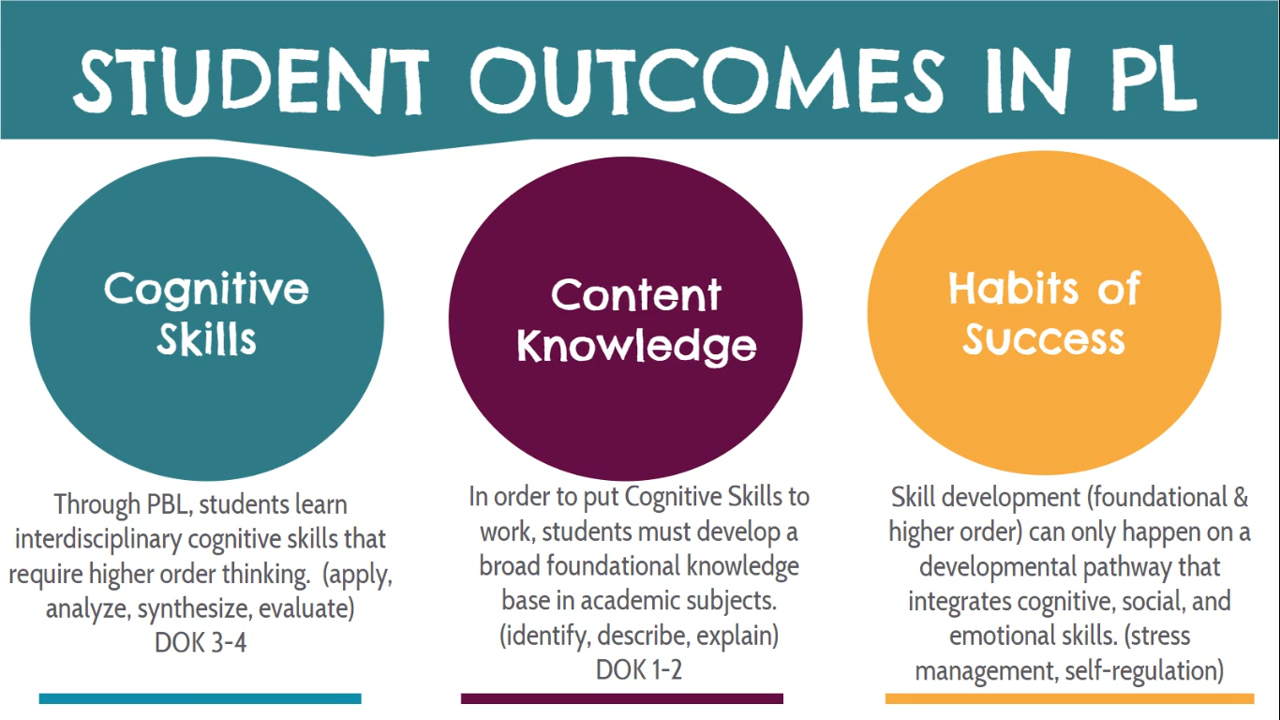 STUDENT OUTCOMES IN PL
Cognitive
Skills
Through PBL, students learn
interdisciplinary cognitive skills that
require higher order thinking. (apply,
analyze, synthesize, evaluate)
DOK 3-4
Content
Knowledge
In order to put Cognitive Skills to
work, students must develop a
broad foundational knowledge
base in academic subjects.
(identify, describe, explain)
DOK 1-2
Habits of
Success
Skill development (foundational &
higher order) can only happen on a
developmental pathway that
integrates cognitive, social, and
emotional skills. (stress
management, self-regulation)